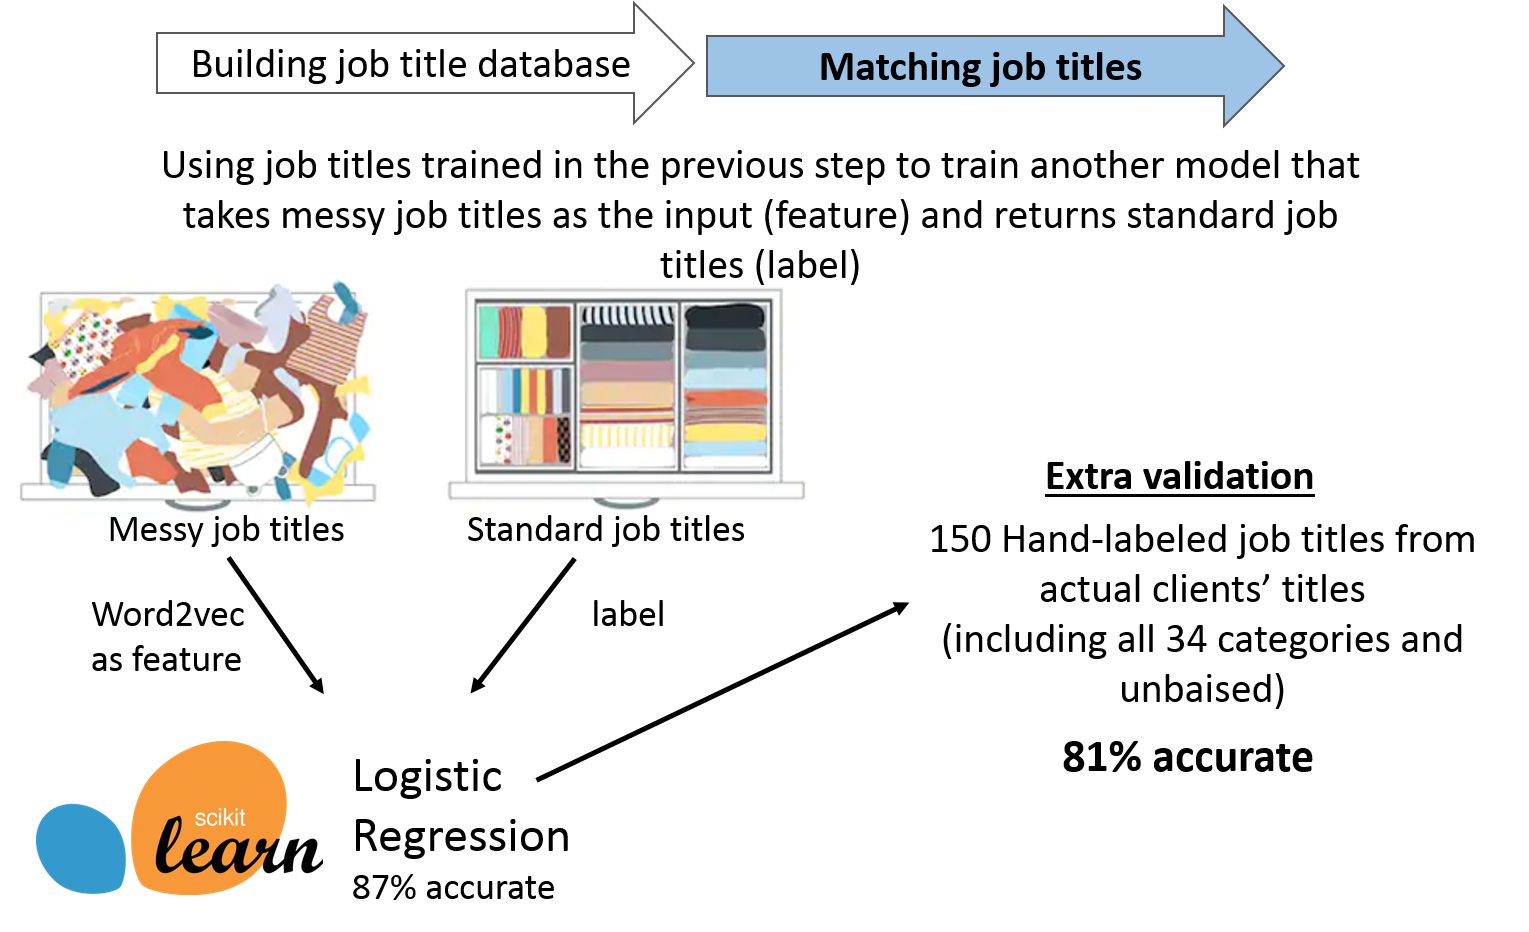 Building job title database
Matching job titles
Using job titles trained in the previous step to train another model that
takes messy job titles as the input (feature) and returns standard job
titles (label)
Messy job titles
Standard job titles
Word2vec
as feature
label
scikit
learn
Logistic
Regression
87% accurate
Extra validation
150 Hand-labeled job titles from
actual clients’ titles
(including all 34 categories and
unbaised)
81% accurate